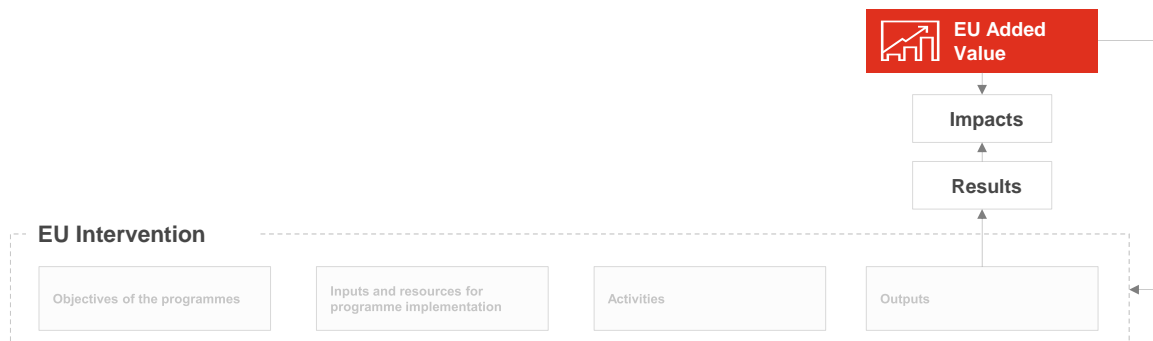 EU Added
Value
Impacts
Results
EU Intervention
Objectives of the programmes
Inputs and resources for
programme implementation
Activities
Outputs